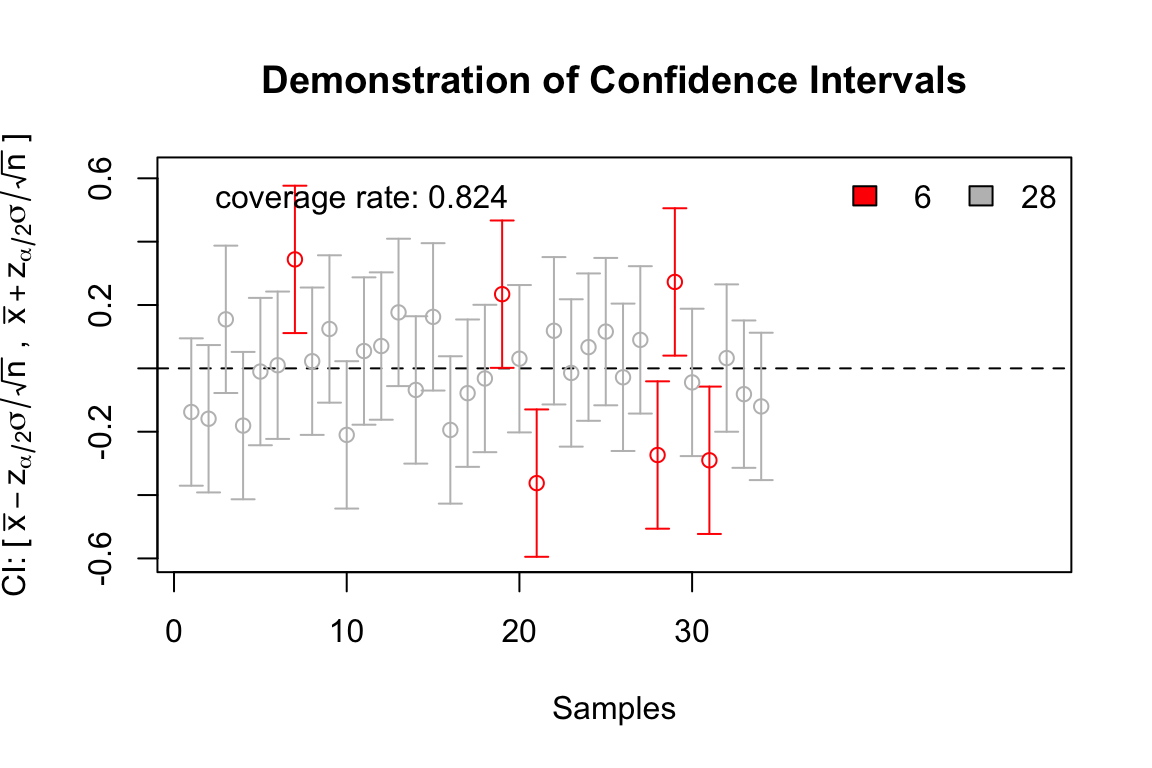 Demonstration of Confidence Intervals
CI: [ x̅ − zα/2σ/√n , x̅ + zα/2σ/√n ]
0.6
0.2
-0.2
-0.6
coverage rate: 0.824
6 28
0 10 20 30
Samples